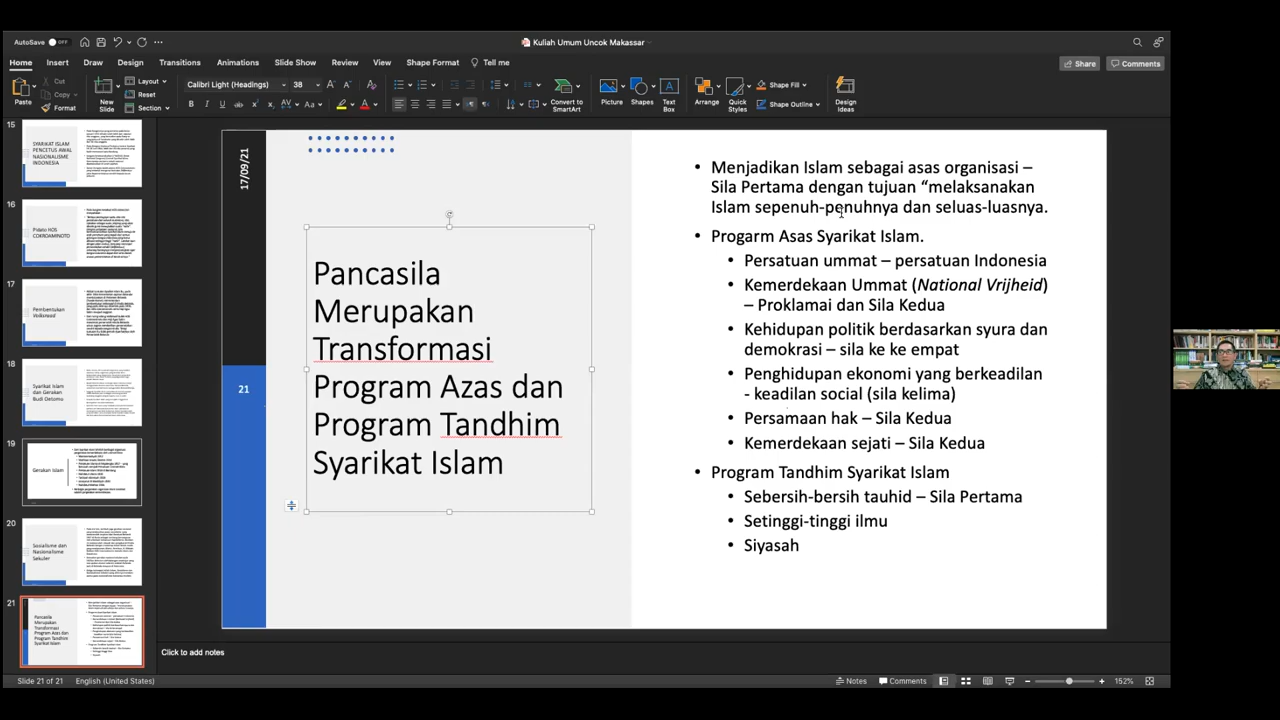 AutoSave OFF
Kuliah Umum Uncok Makassar
Home Insert Draw Design Transitions Animations Slide Show Review View Shape Format Tell me
Share Comments
Paste
Cut
Copy
Format
New
Slide
Layout
Reset
Section
Calibri Light (Headings) 38
Convert to
SmartArt
Picture
Shapes
Text
Box
Arrange
Quick
Styles
Shape Fill
Shape Outline
Design
Ideas
15
SYARIKAT ISLAM
PENCETUS AWAL
NASIONALISME
INDONESIA
16
Pidato HOS
COKROAMINOTO
17
Pembentukan
Volksraad
18
Syarikat Islam
dan Gerakan
Budi Oetomo
19
Gerakan Islam
20
Sosialisme dan
Nasionalisme
Sekuler
21
Pancasila
Merupakan
Transformasi
Program Azas dan
Program Tandhim
Syarikat Islam
17/09/21
21
Pancasila
Merupakan
Transformasi
Program Azas dan
Program Tandhim
Syarikat Islam
• Menjadikan Islam sebagai asas organisasi –
Sila Pertama dengan tujuan “melaksanakan
Islam sepenuh-penuhnya dan seluas-luasnya.
• Progarm Asas Syarikat Islam.
• Persatuan ummat – persatuan Indonesia
• Kemerdekaan Ummat (National Vrijheid)
– Proklamasi dan Sila Kedua
• Kehidupan politik berdasarkan syura dan
demokrasi – sila ke ke empat
• Penghidupan ekonomi yang berkeadilan
- keadilan social (sila kelima)
• Persamaan hak – Sila Kedua
• Kemerdekaan sejati – Sila Kedua
• Program Tandhim Syarikat Islam
• Sebersih-bersih tauhid – Sila Pertama
• Setinggi-tinggi ilmu
• Siyasah
Click to add notes
Slide 21 of 21 English (United States)
Notes Comments 152%